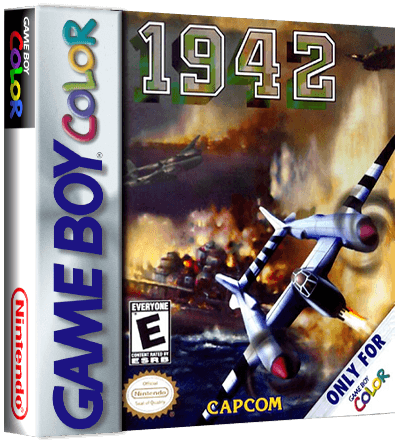 GAME BOY
COLOR
Nintendo
GAME BOY COLOR
1942
EVERYONE
E
CONTENT RATED BY
ESRB
Official
Nintendo
Seal of Quality
CAPCOM
ONLY FOR
GAME BOY
COLOR